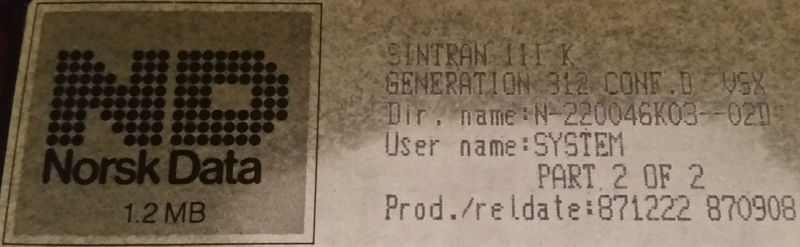 ND
Norsk Data
1.2 MB
SINTRAN III K
GENERATION 312 CONF.D VSX
Dir. name:N-220046K03--02D
User name:SYSTEM
PART 2 OF 2
Prod./reldate:871222 870908